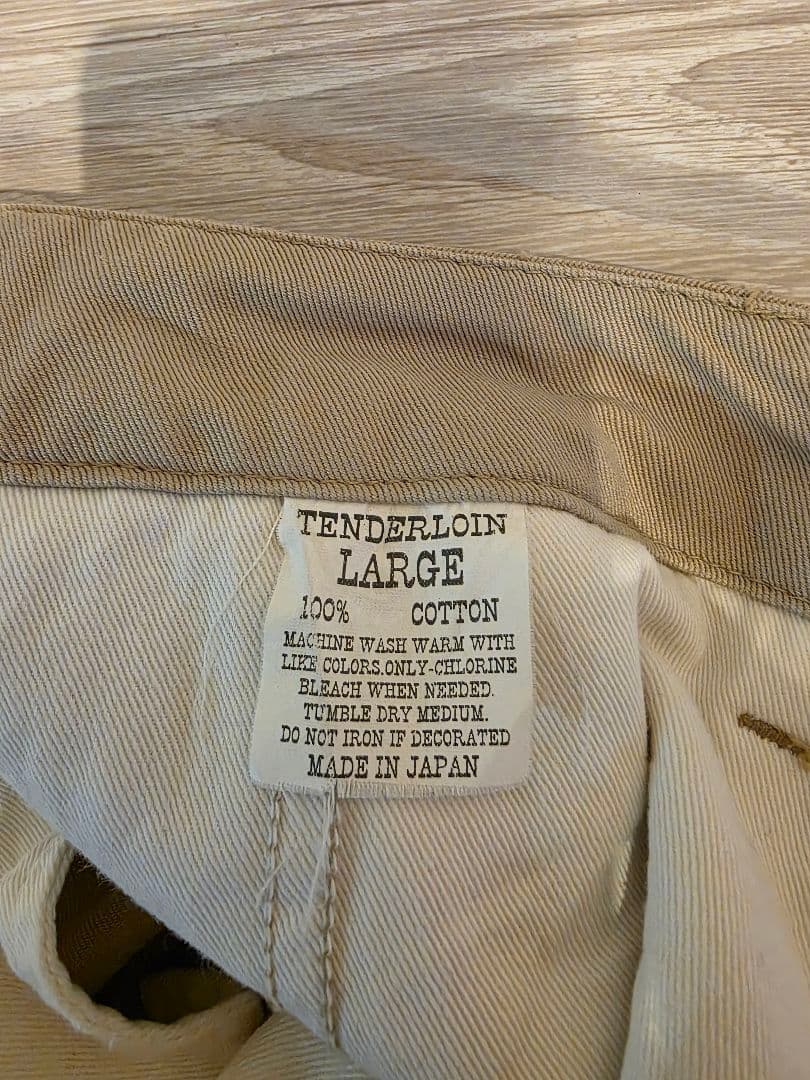 TENDERLOIN
LARGE
100% COTTON
MACHINE WASH WARM WITH
LIKE COLORS.ONLY-CHLORINE
BLEACH WHEN NEEDED.
TUMBLE DRY MEDIUM.
DO NOT IRON IF DECORATED
MADE IN JAPAN